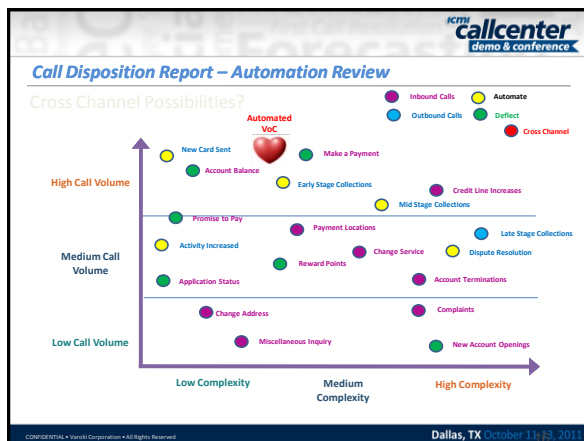 icmi
callcenter
demo & conference
First Call Resolution
Forecast
Call Disposition Report – Automation Review
Cross Channel Possibilities?
Inbound Calls
Automate
Outbound Calls
Deflect
Cross Channel
Automated
VoC
New Card Sent
Make a Payment
Account Balance
High Call Volume
Early Stage Collections
Credit Line Increases
Mid Stage Collections
Promise to Pay
Payment Locations
Late Stage Collections
Activity Increased
Change Service
Dispute Resolution
Medium Call
Volume
Reward Points
Application Status
Account Terminations
Change Address
Complaints
Low Call Volume
Miscellaneous Inquiry
New Account Openings
Low Complexity
Medium
Complexity
High Complexity
CONFIDENTIAL • Varolii Corporation • All Rights Reserved
Dallas, TX October 11-13, 2011